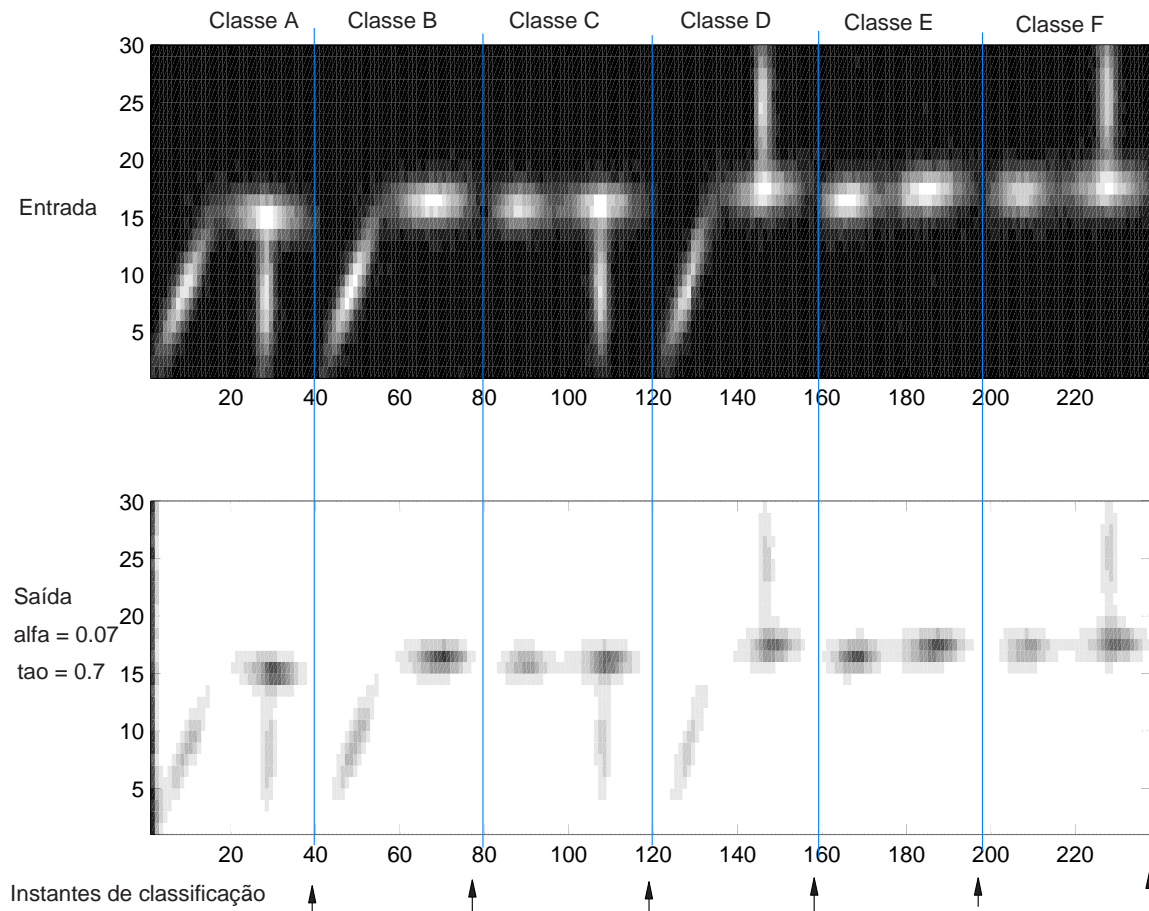 Classe A Classe B Classe C Classe D Classe E Classe F
30
25
20
Entrada
15
10
5
20 40 60 80 100 120 140 160 180 200 220
30
25
Saída
20
alfa = 0.07
tao = 0.7
15
10
5
20 40 60 80 100 120 140 160 180 200 220
Instantes de classificação